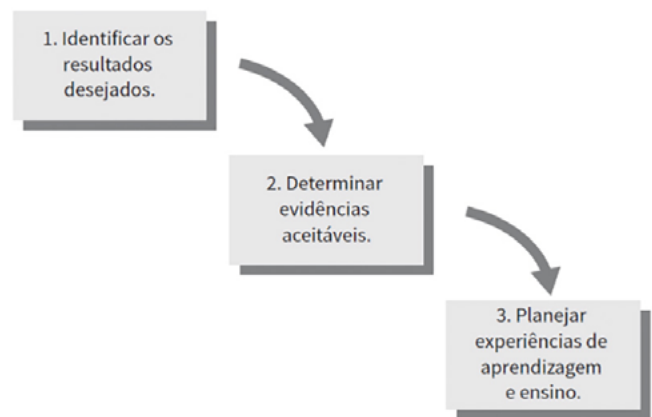 1. Identificar os
resultados
desejados.
2. Determinar
evidências
aceitáveis.
3. Planejar
experiências de
aprendizagem
e ensino.